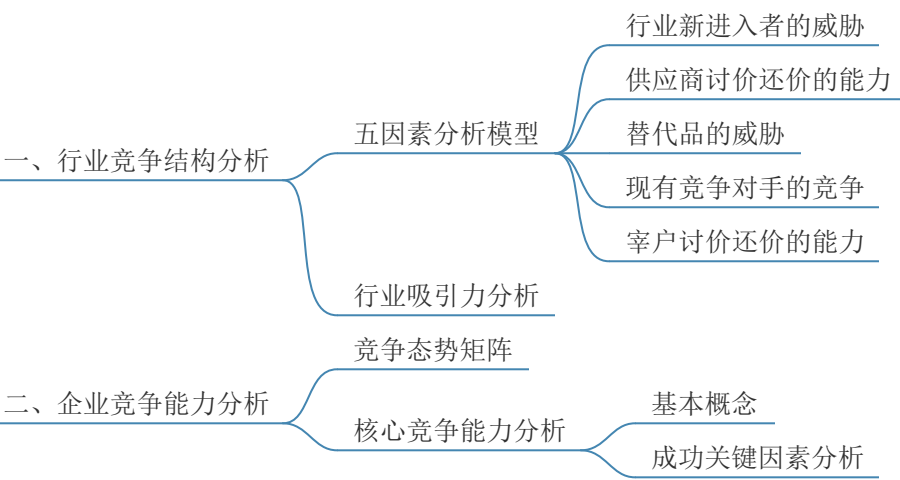 一、行业竞争结构分析
五因素分析模型
行业新进入者的威胁
供应商讨价还价的能力
替代品的威胁
现有竞争对手的竞争
宰户讨价还价的能力
行业吸引力分析
二、企业竞争能力分析
竞争态势矩阵
核心竞争能力分析
基本概念
成功关键因素分析